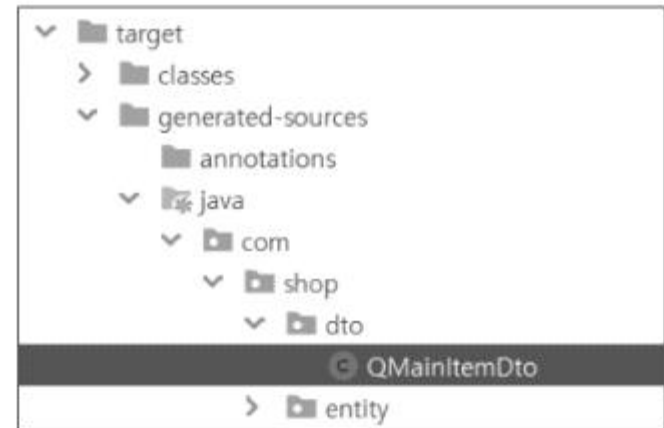 target
classes
generated-sources
annotations
java
com
shop
dto
C QMainItemDto
entity